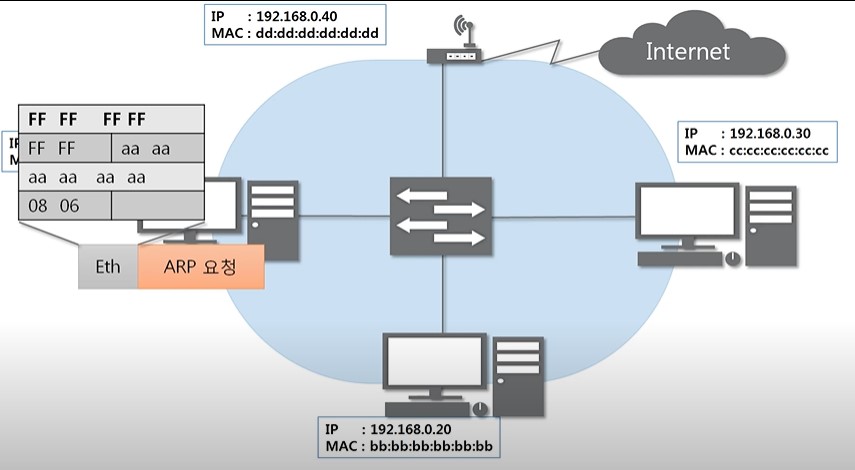 IP : 192.168.0.40
MAC : dd:dd:dd:dd:dd:dd
Internet
FF FF FF FF
FF FF aa aa
aa aa aa aa
08 06
IP : 192.168.0.30
MAC : cc:cc:cc:cc:cc:cc
Eth ARP 요청
IP : 192.168.0.20
MAC : bb:bb:bb:bb:bb:bb